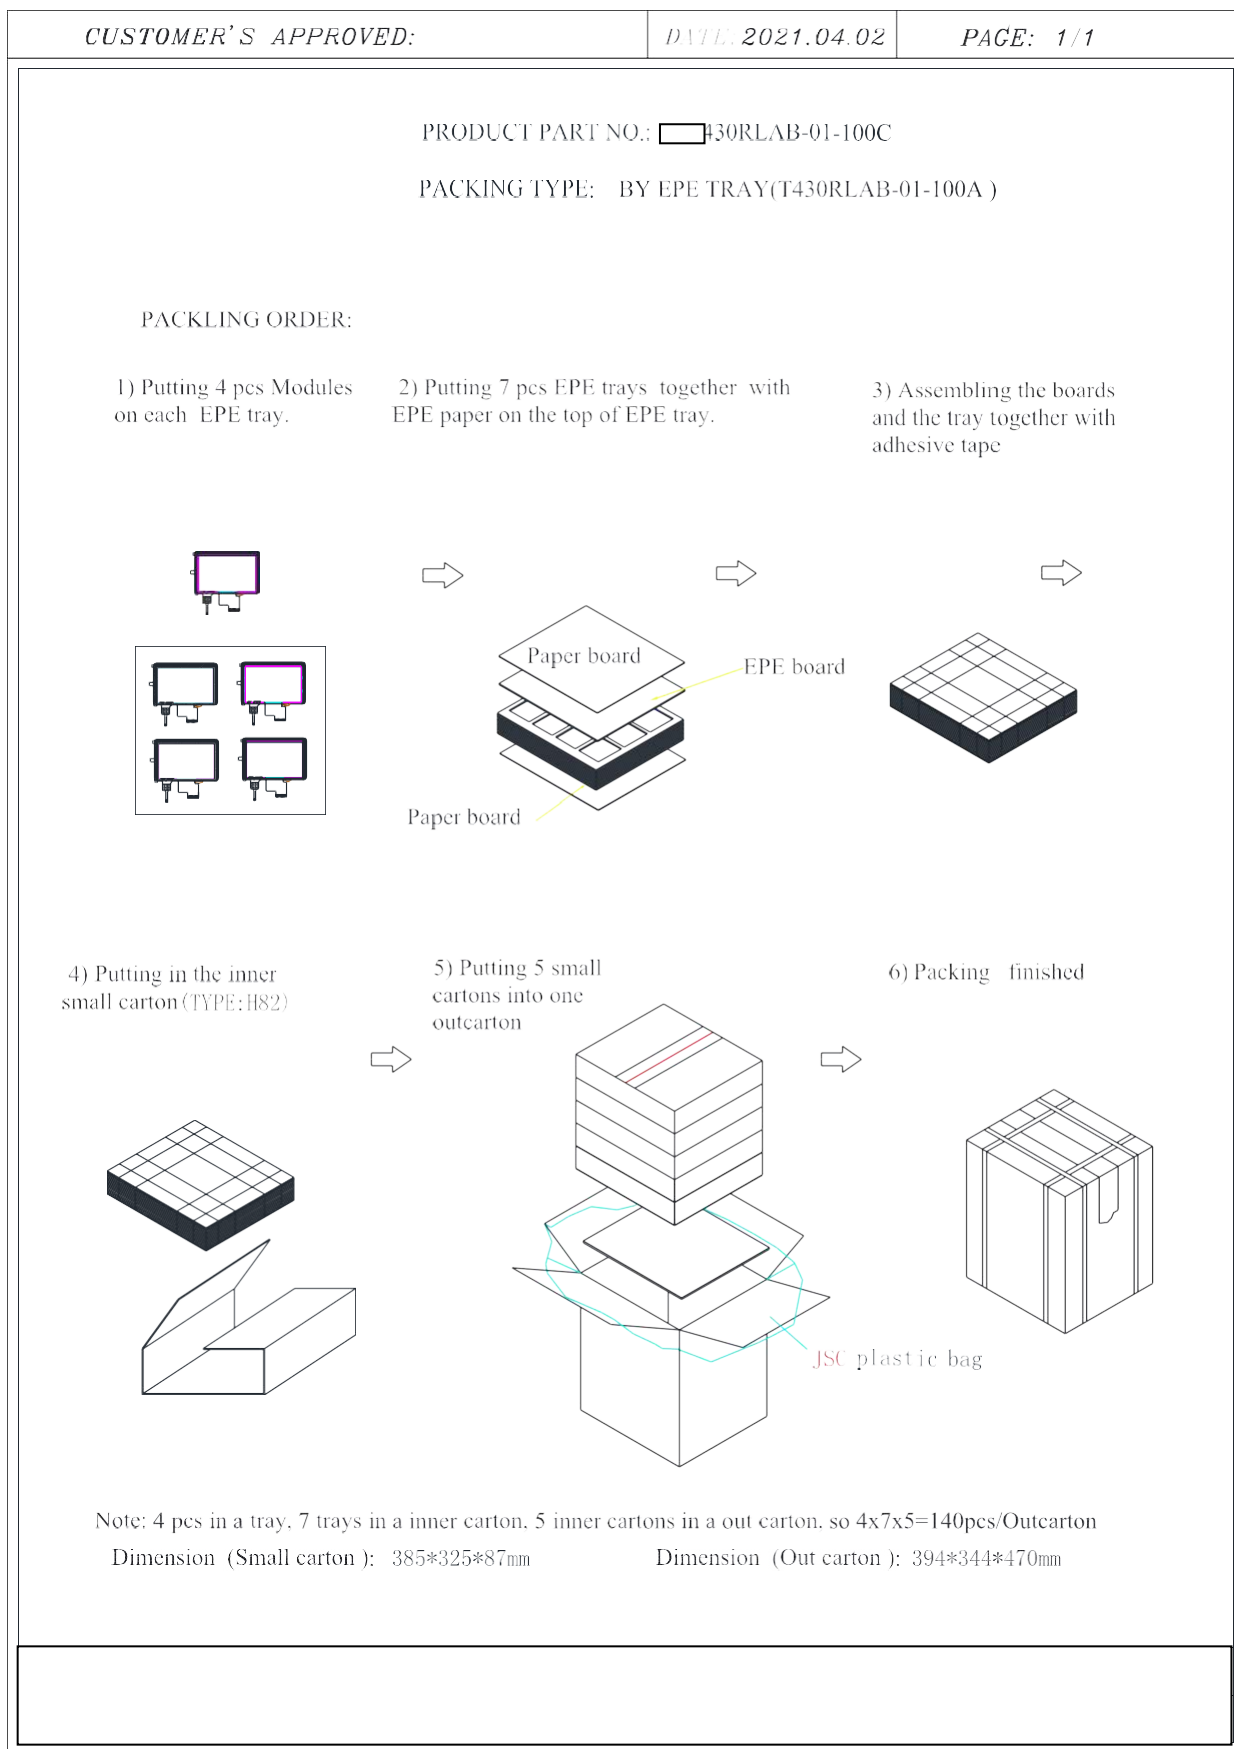 CUSTOMER'S APPROVED:
DATE: 2021.04.02
PAGE: 1/1
PRODUCT PART NO.: 430RLAB-01-100C
PACKING TYPE: BY EPE TRAY(T430RLAB-01-100A )
PACKLING ORDER:
1) Putting 4 pcs Modules
on each EPE tray.
2) Putting 7 pcs EPE trays together with
EPE paper on the top of EPE tray.
3) Assembling the boards
and the tray together with
adhesive tape
Paper board
EPE board
Paper board
4) Putting in the inner
small carton(TYPE:H82)
5) Putting 5 small
cartons into one
outcarton
6) Packing finished
JSC plastic bag
Note: 4 pcs in a tray, 7 trays in a inner carton, 5 inner cartons in a out carton, so 4x7x5=140pcs/Outcarton
Dimension (Small carton ): 385*325*87mm
Dimension (Out carton ): 394*344*470mm